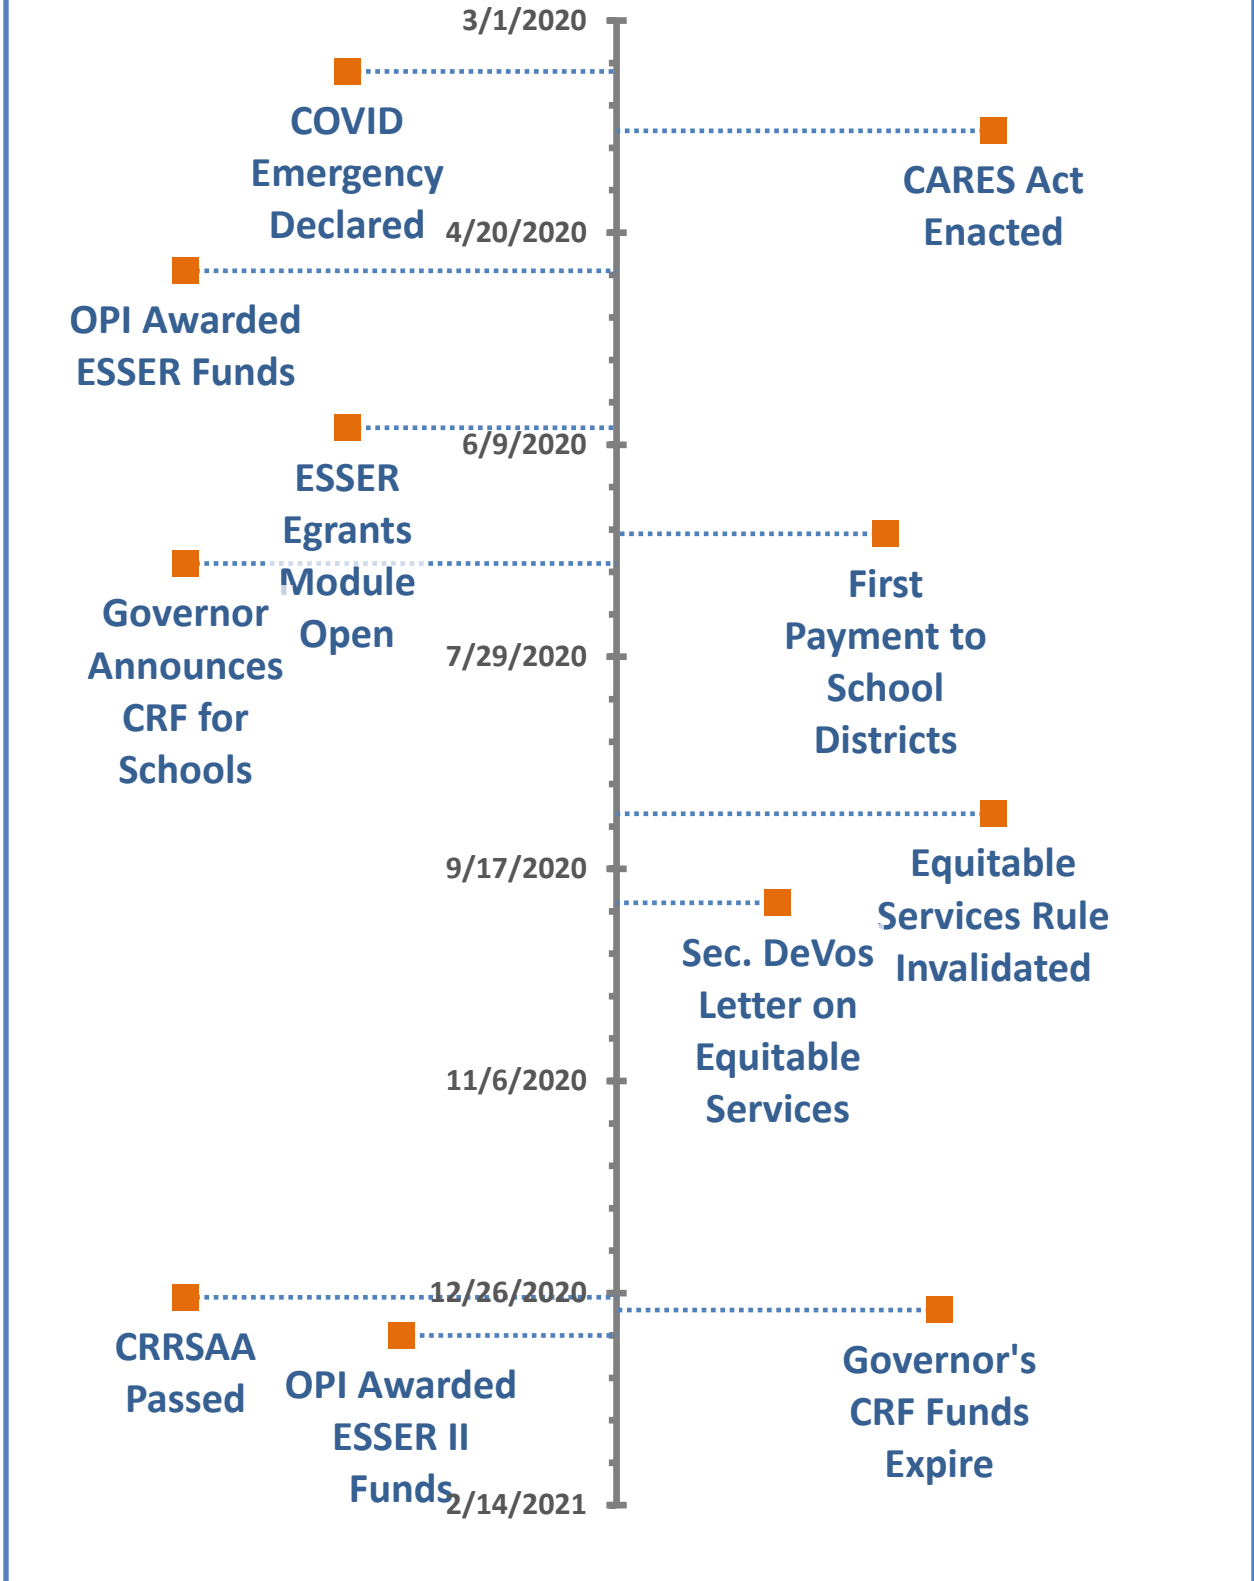 3/1/2020
COVID
Emergency
Declared
CARES Act
Enacted
4/20/2020
OPI Awarded
ESSER Funds
6/9/2020
ESSER
Egrants
Module
Open
First
Payment to
School
Districts
Governor
Announces
CRF for
Schools
7/29/2020
Equitable
Services Rule
Invalidated
9/17/2020
Sec. DeVos
Letter on
Equitable
Services
11/6/2020
12/26/2020
CRRSAA
Passed
OPI Awarded
ESSER II
Funds
Governor's
CRF Funds
Expire
2/14/2021